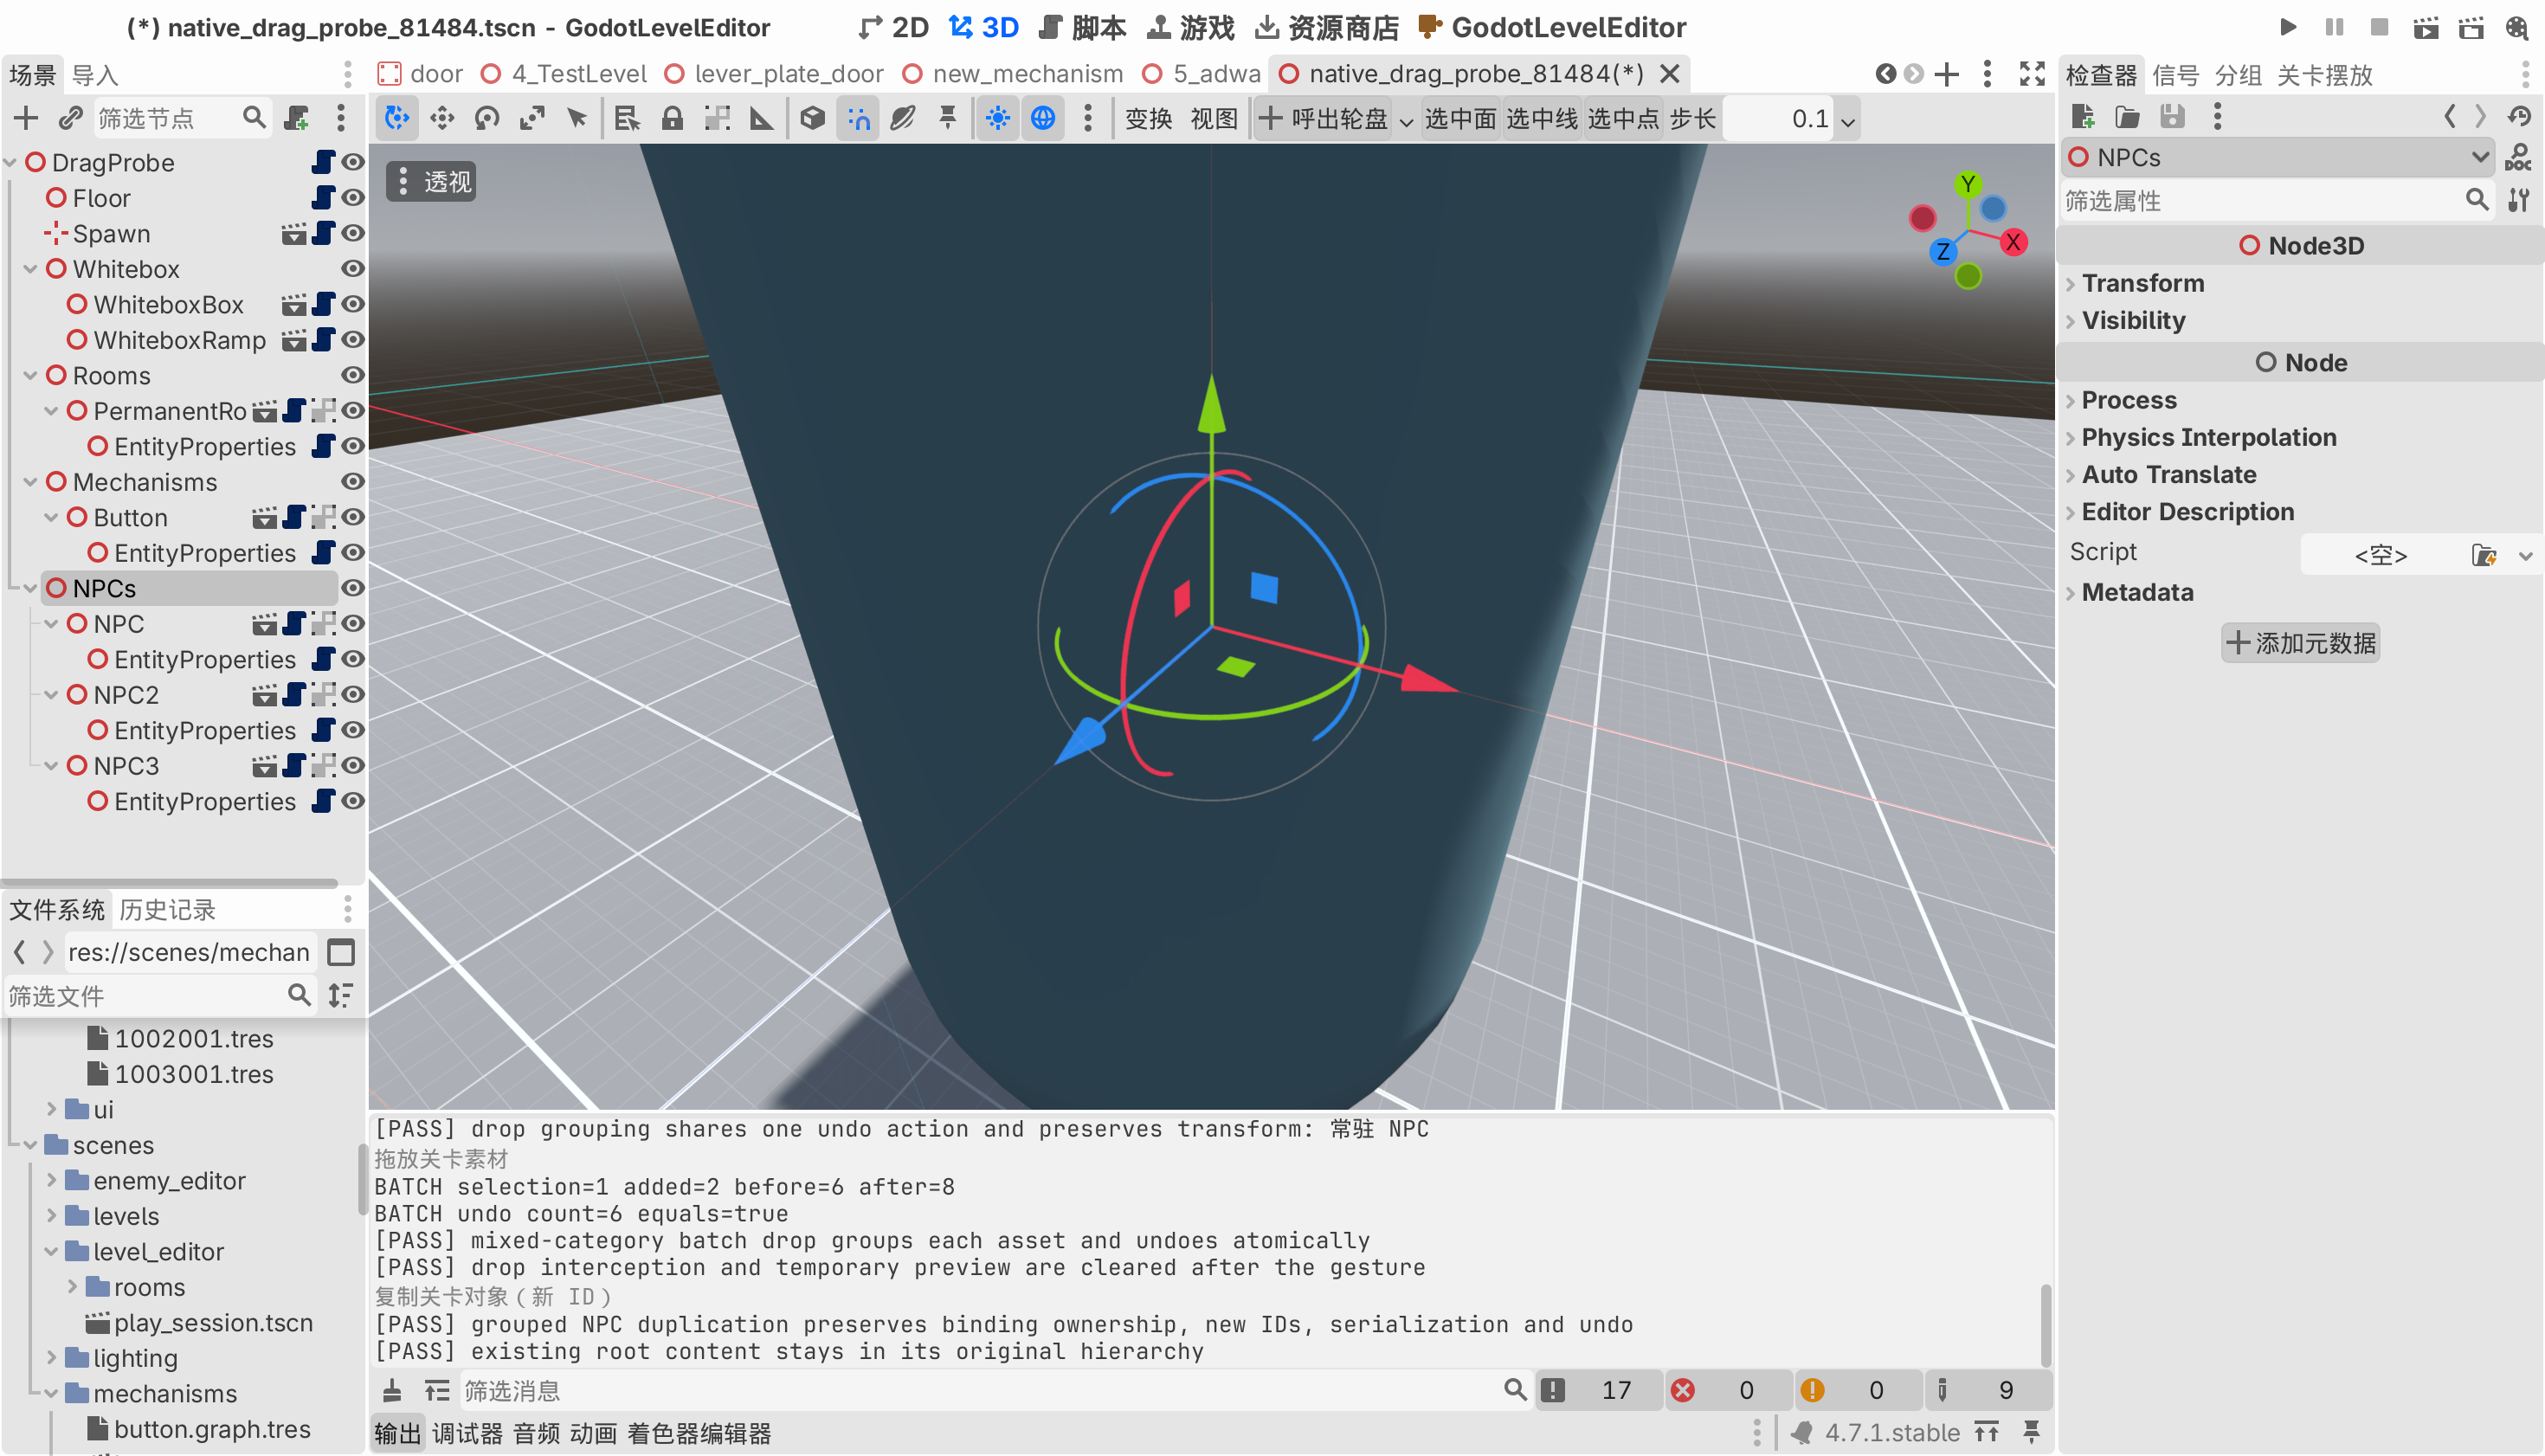 (*) native_drag_probe_81484.tscn - GodotLevelEditor
2D 3D 脚本 游戏 资源商店 GodotLevelEditor
场景 导入
door 4_TestLevel lever_plate_door new_mechanism 5_adwa native_drag_probe_81484(*)
检查器 信号 分组 关卡摆放
筛选节点
变换 视图 呼出轮盘 选中面 选中线 选中点 步长 0.1
DragProbe
Floor
Spawn
Whitebox
WhiteboxBox
WhiteboxRamp
Rooms
PermanentRo
EntityProperties
Mechanisms
Button
EntityProperties
NPCs
NPC
EntityProperties
NPC2
EntityProperties
NPC3
EntityProperties
透视
Y
X
Z
NPCs
DOC
筛选属性
Node3D
Transform
Visibility
Node
Process
Physics Interpolation
Auto Translate
Editor Description
Script <空>
Metadata
添加元数据
文件系统 历史记录
res://scenes/mechan
筛选文件
1002001.tres
1003001.tres
ui
scenes
enemy_editor
levels
level_editor
rooms
play_session.tscn
lighting
mechanisms
button.graph.tres
[PASS] drop grouping shares one undo action and preserves transform: 常驻 NPC
拖放关卡素材
BATCH selection=1 added=2 before=6 after=8
BATCH undo count=6 equals=true
[PASS] mixed-category batch drop groups each asset and undoes atomically
[PASS] drop interception and temporary preview are cleared after the gesture
复制关卡对象（新 ID）
[PASS] grouped NPC duplication preserves binding ownership, new IDs, serialization and undo
[PASS] existing root content stays in its original hierarchy
筛选消息 17 0 0 9
输出 调试器 音频 动画 着色器编辑器 4.7.1.stable